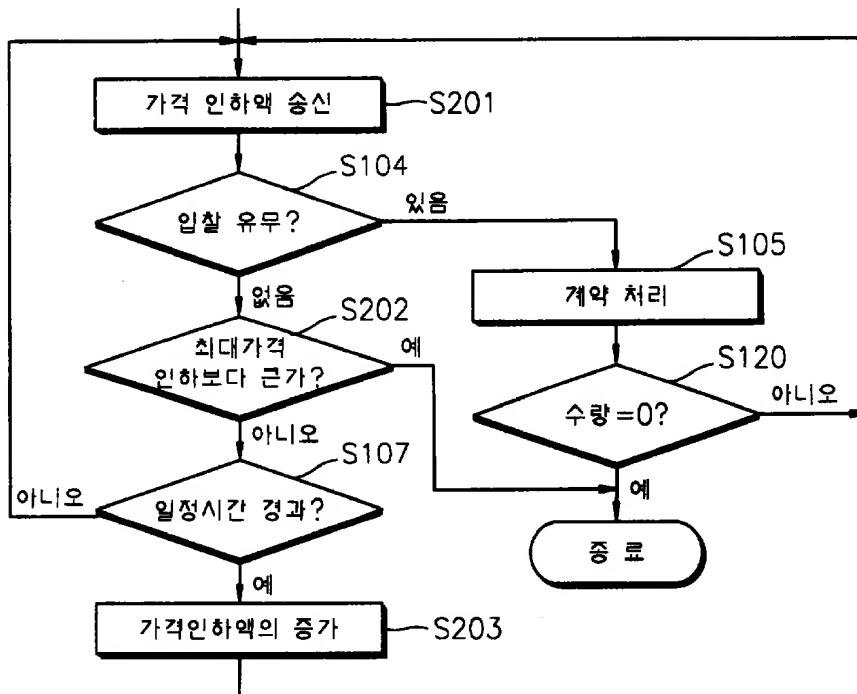 가격 인하액 송신
S201
S104
입찰 유무?
있음
없음
S105
계약 처리
S202
최대가격
인하보다 큰가?
예
S120
수량=0?
아니오
아니오
S107
일정시간 경과?
아니오
예
종 료
예
가격인하액의 증가
S203